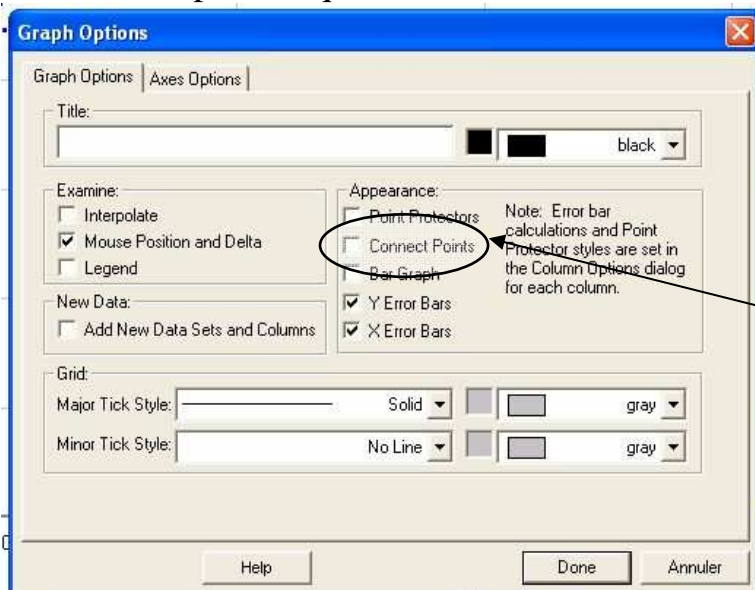 Graph Options
Graph Options
Axes Options
Title:
black
Examine:
Interpolate
Mouse Position and Delta
Legend
New Data:
Add New Data Sets and Columns
Appearance:
Point Protectors
Connect Points
Bar Graph
Y Error Bars
X Error Bars
Note: Error bar
calculations and Point
Protector styles are set in
the Column Options dialog
for each column.
Grid:
Major Tick Style:
Solid
gray
Minor Tick Style:
No Line
gray
Help
Done
Annuler